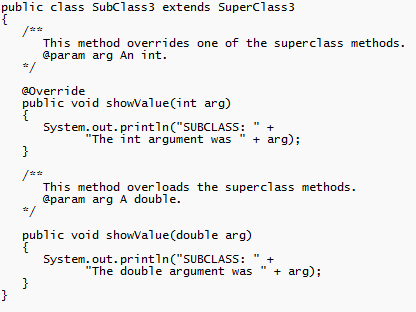 public class SubClass3 extends SuperClass3
{
   /**
      This method overrides one of the superclass methods.
      @param arg An int.
   */
   @Override
   public void showValue(int arg)
   {
      System.out.println("SUBCLASS: " +
            "The int argument was " + arg);
   }
   /**
      This method overloads the superclass methods.
      @param arg A double.
   */
   public void showValue(double arg)
   {
      System.out.println("SUBCLASS: " +
            "The double argument was " + arg);
   }
}